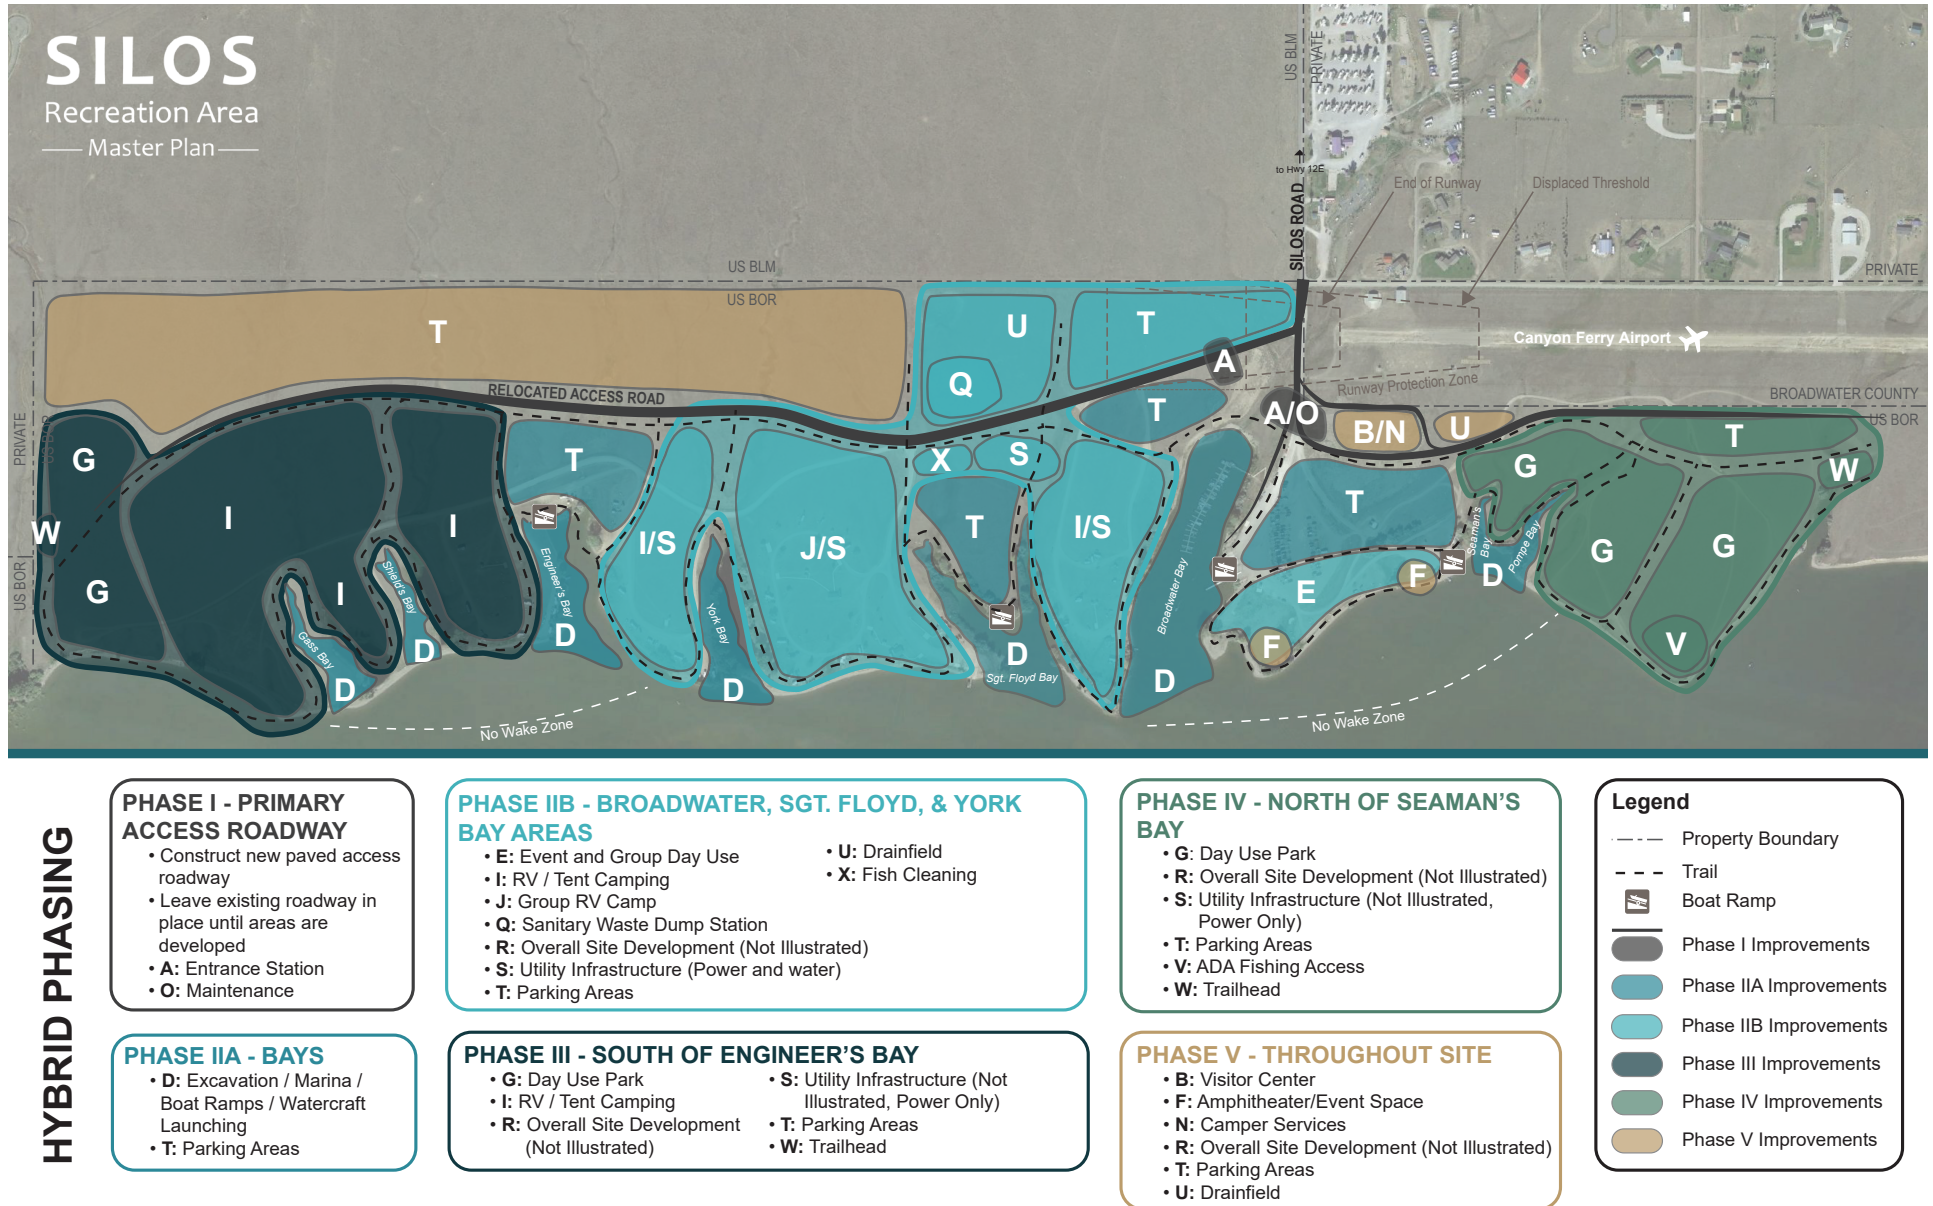 SILOS
Recreation Area
Master Plan
US BLM
PRIVATE
to Hwy 12E
SILOS ROAD
End of Runway
Displaced Threshold
US BLM
US BOR
PRIVATE
T
U
T
Q
A
Canyon Ferry Airport
Runway Protection Zone
BROADWATER COUNTY
US BOR
RELOCATED ACCESS ROAD
T
A/O
B/N
U
T
W
PRIVATE
US BOR
US BOR
G
W
G
I
I
I
T
I/S
J/S
X
S
T
I/S
T
G
G
G
V
E
F
F
Gass Bay
D
Shield's Bay
D
Engineer's Bay
D
York Bay
D
D
Sgt. Floyd Bay
Broadwater Bay
D
Seaman's
Bay
Pompe Bay
D
No Wake Zone
No Wake Zone
HYBRID PHASING
PHASE I - PRIMARY
ACCESS ROADWAY
• Construct new paved access
roadway
• Leave existing roadway in
place until areas are
developed
• A: Entrance Station
• O: Maintenance
PHASE IIA - BAYS
• D: Excavation / Marina /
Boat Ramps / Watercraft
Launching
• T: Parking Areas
PHASE IIB - BROADWATER, SGT. FLOYD, & YORK
BAY AREAS
• E: Event and Group Day Use
• I: RV / Tent Camping
• J: Group RV Camp
• Q: Sanitary Waste Dump Station
• R: Overall Site Development (Not Illustrated)
• S: Utility Infrastructure (Power and water)
• T: Parking Areas
• U: Drainfield
• X: Fish Cleaning
PHASE III - SOUTH OF ENGINEER'S BAY
• G: Day Use Park
• I: RV / Tent Camping
• R: Overall Site Development
(Not Illustrated)
• S: Utility Infrastructure (Not
Illustrated, Power Only)
• T: Parking Areas
• W: Trailhead
PHASE IV - NORTH OF SEAMAN'S
BAY
• G: Day Use Park
• R: Overall Site Development (Not Illustrated)
• S: Utility Infrastructure (Not Illustrated,
Power Only)
• T: Parking Areas
• V: ADA Fishing Access
• W: Trailhead
PHASE V - THROUGHOUT SITE
• B: Visitor Center
• F: Amphitheater/Event Space
• N: Camper Services
• R: Overall Site Development (Not Illustrated)
• T: Parking Areas
• U: Drainfield
Legend
Property Boundary
Trail
Boat Ramp
Phase I Improvements
Phase IIA Improvements
Phase IIB Improvements
Phase III Improvements
Phase IV Improvements
Phase V Improvements